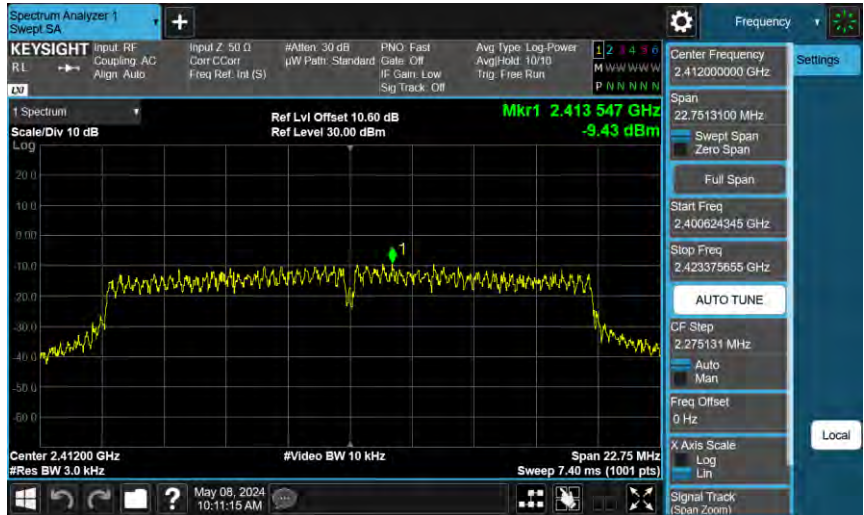 Spectrum Analyzer 1
Swept SA
+
Frequency
KEYSIGHT
RL
LXI
Input: RF
Coupling: AC
Align: Auto
Input Z: 50 Ω
Corr CCorr
Freq Ref: Int (S)
#Atten: 30 dB
µW Path: Standard
PNO: Fast
Gate: Off
IF Gain: Low
Sig Track: Off
Avg Type: Log-Power
Avg|Hold: 10/10
Trig: Free Run
1 2 3 4 5 6
M W W W W W
P N N N N N
1 Spectrum
Scale/Div 10 dB
Ref Lvl Offset 10.60 dB
Ref Level 30.00 dBm
Mkr1 2.413 547 GHz
-9.43 dBm
Log
20.0
10.0
0.00
-10.0
-20.0
-30.0
-40.0
-50.0
-60.0
1
Center 2.41200 GHz
#Res BW 3.0 kHz
#Video BW 10 kHz
Span 22.75 MHz
Sweep 7.40 ms (1001 pts)
?
May 08, 2024
10:11:15 AM
Center Frequency
2.412000000 GHz
Span
22.7513100 MHz
Swept Span
Zero Span
Full Span
Start Freq
2.400624345 GHz
Stop Freq
2.423375655 GHz
AUTO TUNE
CF Step
2.275131 MHz
Auto
Man
Freq Offset
0 Hz
X Axis Scale
Log
Lin
Signal Track
(Span Zoom)
Settings
Local